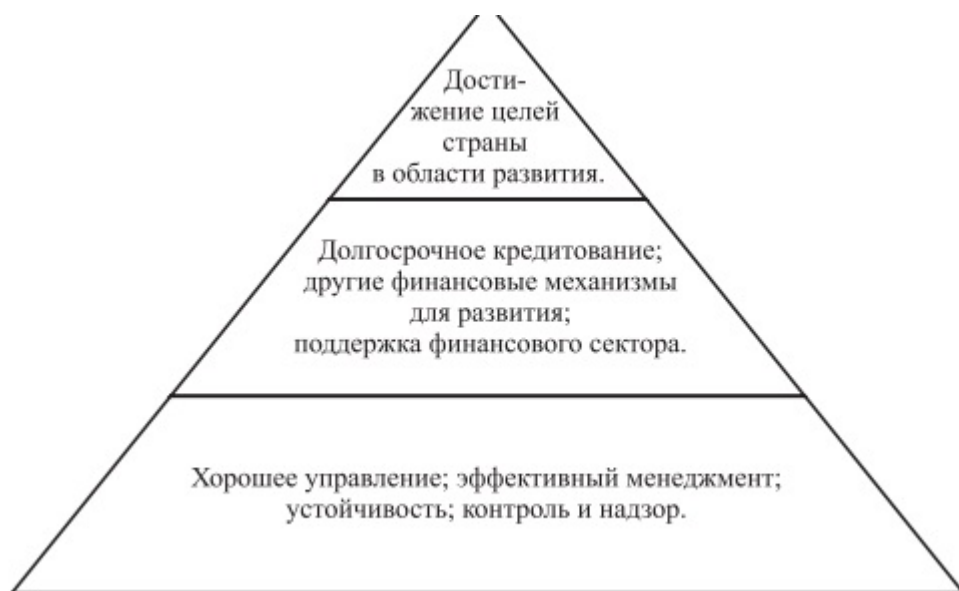 Дости-
жение целей
страны
в области развития.
Долгосрочное кредитование;
другие финансовые механизмы
для развития;
поддержка финансового сектора.
Хорошее управление; эффективный менеджмент;
устойчивость; контроль и надзор.